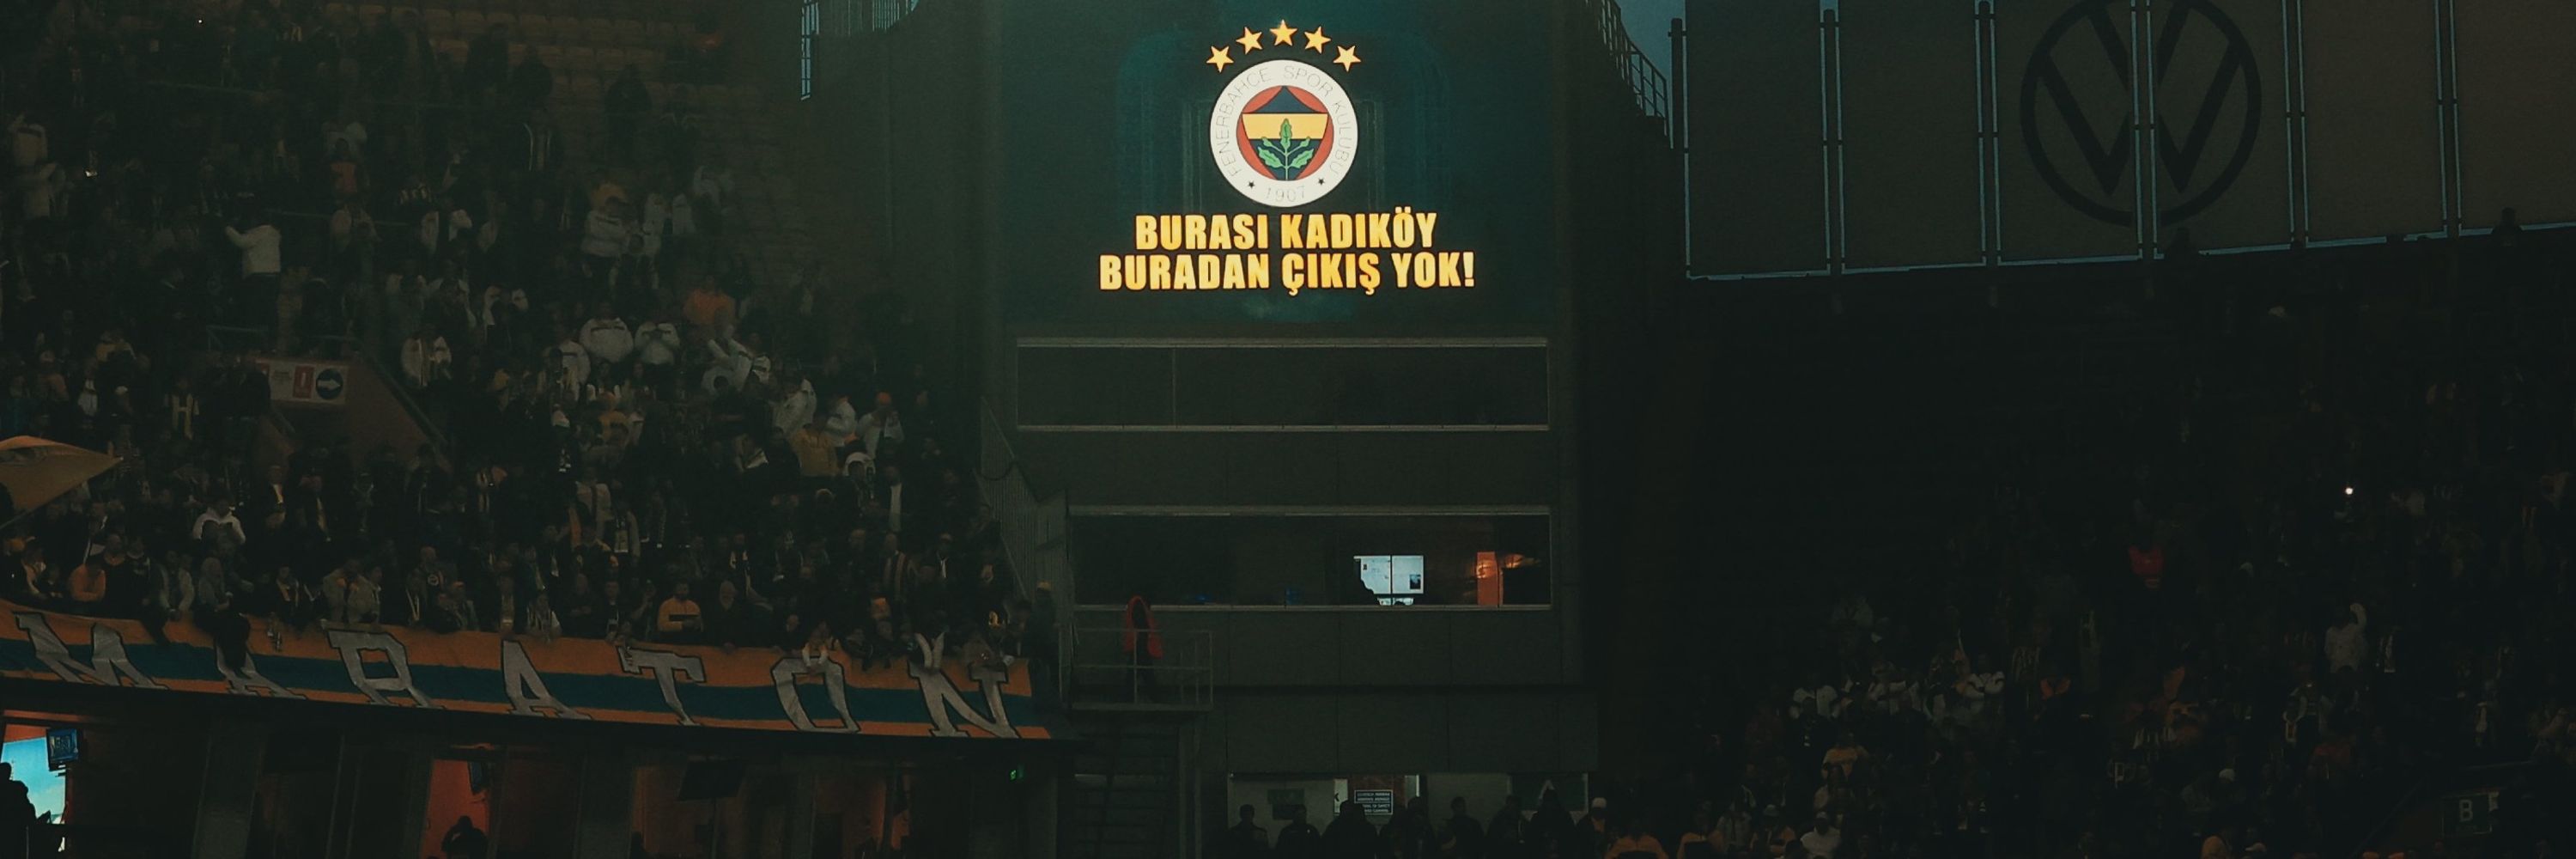 FENERBAHÇE SPOR KULÜBÜ
1907
BURASI KADIKÖY
BURADAN ÇIKIŞ YOK!
MARATON
B